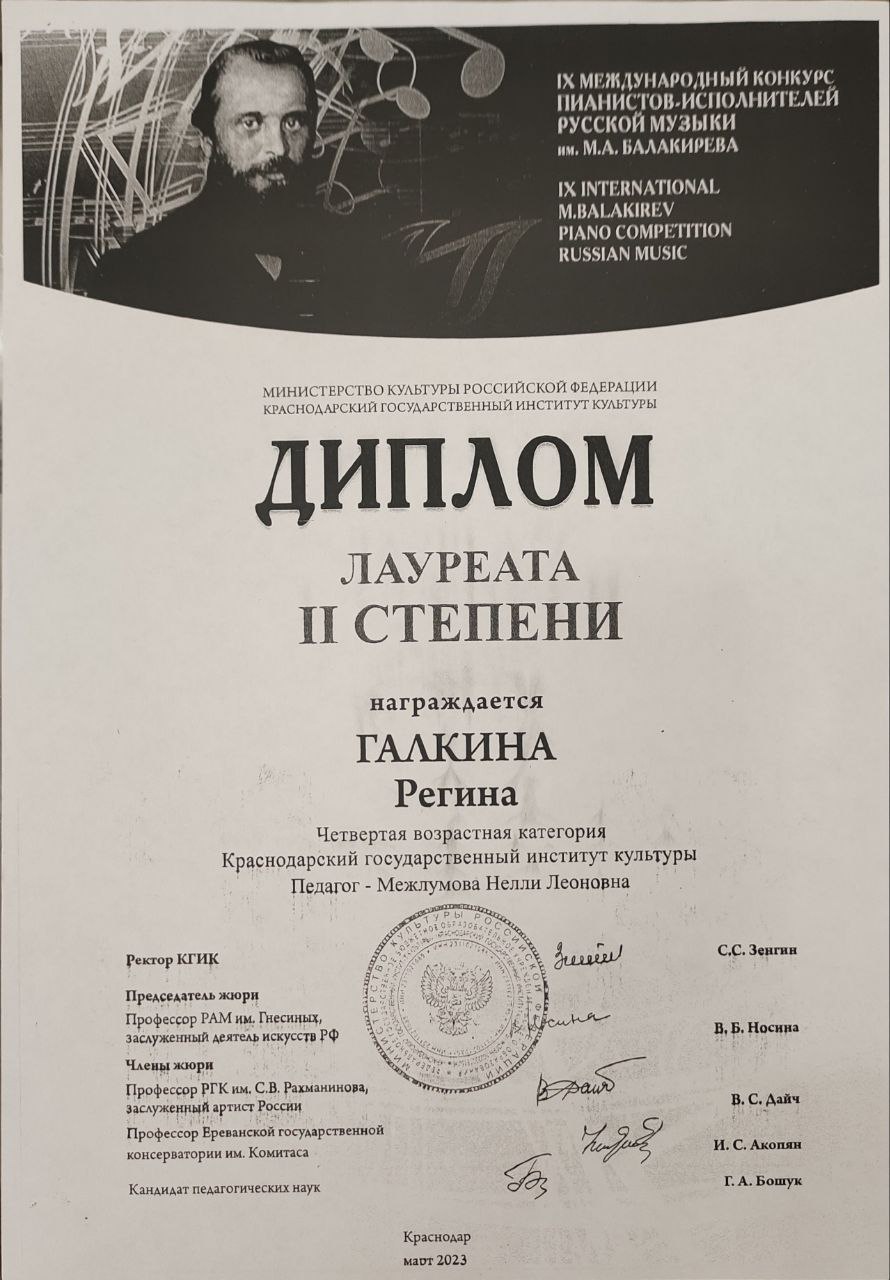 IX МЕЖДУНАРОДНЫЙ КОНКУРС
ПИАНИСТОВ-ИСПОЛНИТЕЛЕЙ
РУССКОЙ МУЗЫКИ
им. М.А. БАЛАКИРЕВА
IX INTERNATIONAL
M.BALAKIREV
PIANO COMPETITION
RUSSIAN MUSIC
МИНИСТЕРСТВО КУЛЬТУРЫ РОССИЙСКОЙ ФЕДЕРАЦИИ
КРАСНОДАРСКИЙ ГОСУДАРСТВЕННЫЙ ИНСТИТУТ КУЛЬТУРЫ
ДИПЛОМ
ЛАУРЕАТА
II СТЕПЕНИ
награждается
ГАЛКИНА
Регина
Четвертая возрастная категория
Краснодарский государственный институт культуры
Педагог - Межлумова Нелли Леоновна
Ректор КГИК С.С. Зенгин
Председатель жюри
Профессор РАМ им. Гнесиных,
заслуженный деятель искусств РФ В. Б. Носина
Члены жюри
Профессор РГК им. С.В. Рахманинова,
заслуженный артист России В. С. Дайч
Профессор Ереванской государственной
консерватории им. Комитаса И. С. Акопян
Кандидат педагогических наук Г. А. Бошук
МИНИСТЕРСТВО КУЛЬТУРЫ РОССИЙСКОЙ ФЕДЕРАЦИИ
Краснодар
март 2023